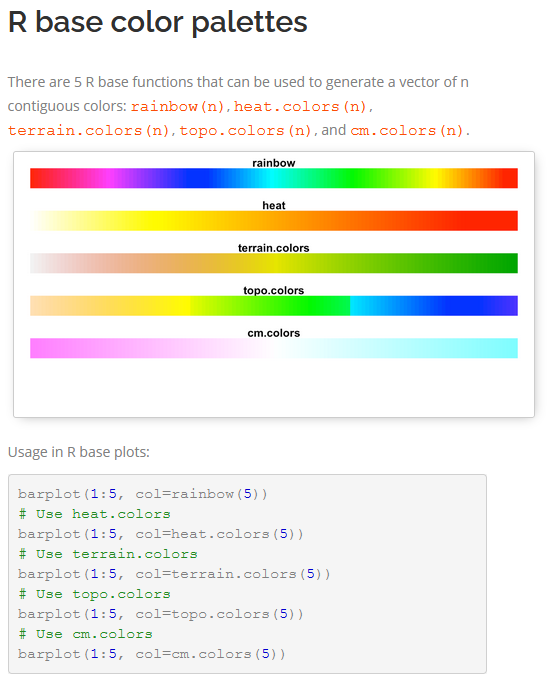 R base color palettes
There are 5 R base functions that can be used to generate a vector of n
contiguous colors: rainbow(n), heat.colors(n),
terrain.colors(n), topo.colors(n), and cm.colors(n).
rainbow
heat
terrain.colors
topo.colors
cm.colors
Usage in R base plots:
barplot(1:5, col=rainbow(5))
# Use heat.colors
barplot(1:5, col=heat.colors(5))
# Use terrain.colors
barplot(1:5, col=terrain.colors(5))
# Use topo.colors
barplot(1:5, col=topo.colors(5))
# Use cm.colors
barplot(1:5, col=cm.colors(5))